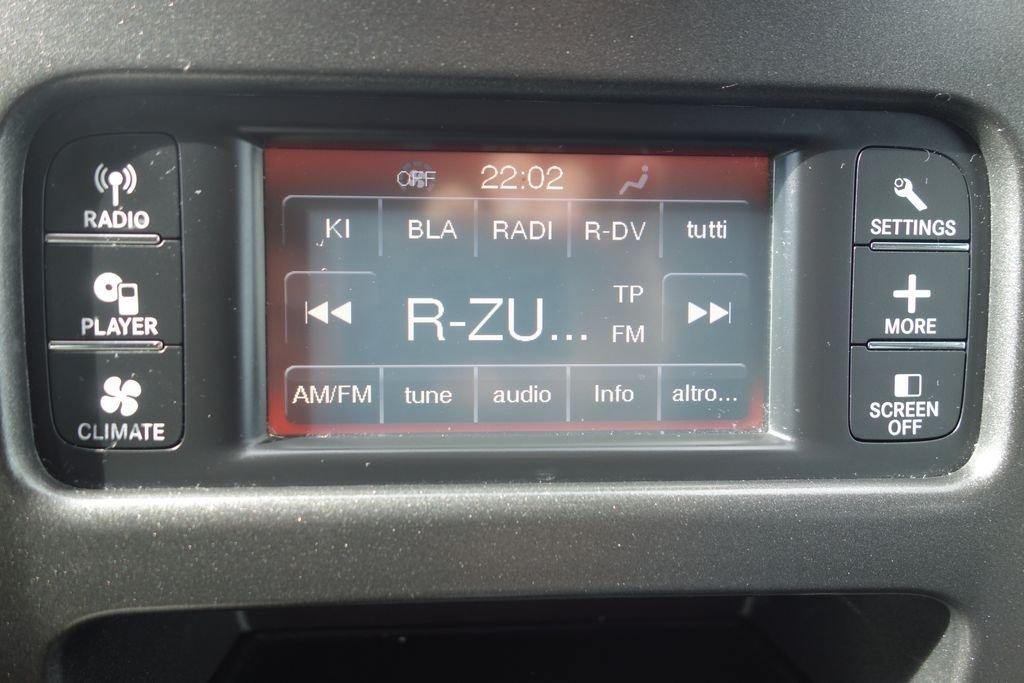 OFF 22:02
KI BLA RADI R-DV tutti
R-ZU... TP
FM
AM/FM tune audio Info altro...
RADIO
PLAYER
CLIMATE
SETTINGS
MORE
SCREEN
OFF